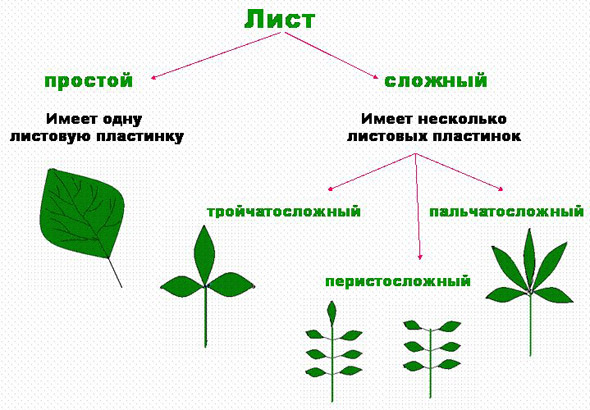 Лист
простой
сложный
Имеет одну
листовую пластинку
Имеет несколько
листовых пластинок
тройчатосложный
пальчатосложный
перистосложный